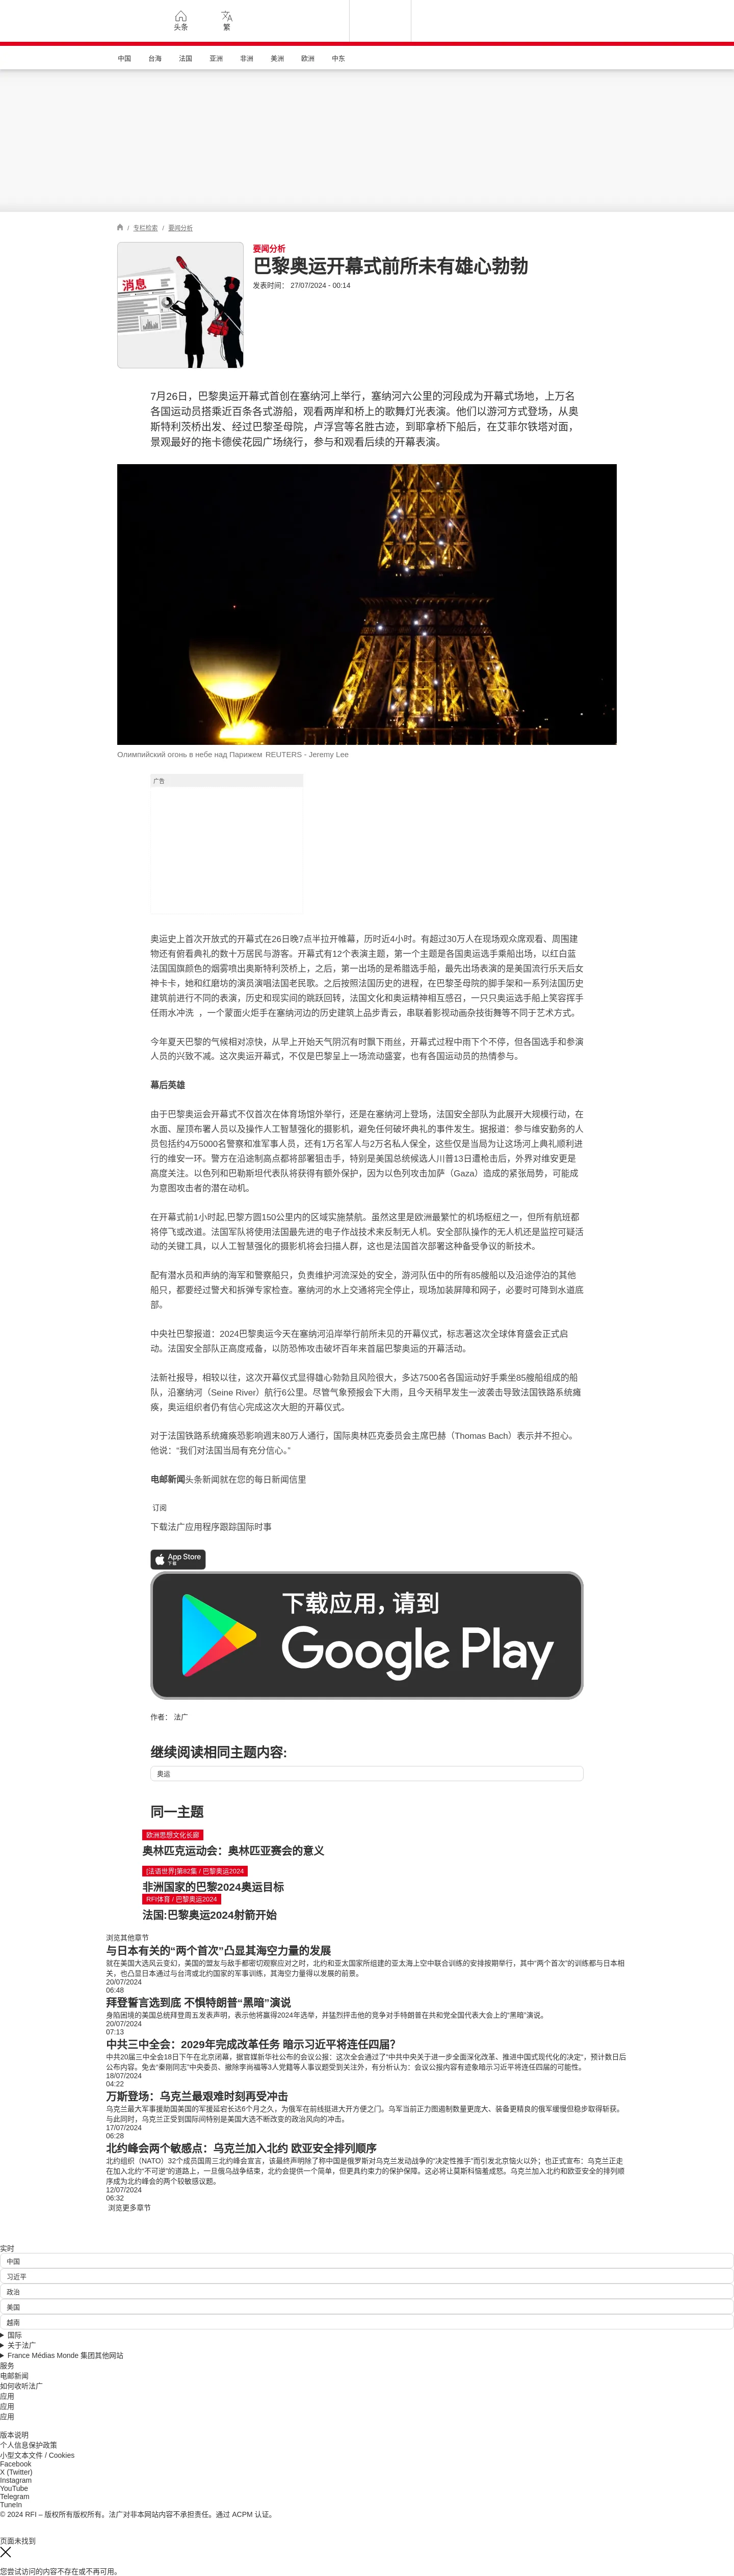 头条
繁
中国 台海 法国 亚洲 非洲 美洲 欧洲 中东
/ 专栏检索 / 要闻分析
消息
要闻分析
巴黎奥运开幕式前所未有雄心勃勃
发表时间： 27/07/2024 - 00:14
7月26日，巴黎奥运开幕式首创在塞纳河上举行，塞纳河六公里的河段成为开幕式场地，上万名
各国运动员搭乘近百条各式游船，观看两岸和桥上的歌舞灯光表演。他们以游河方式登场，从奥
斯特利茨桥出发、经过巴黎圣母院，卢浮宫等名胜古迹，到耶拿桥下船后，在艾菲尔铁塔对面，
景观最好的拖卡德侯花园广场绕行，参与和观看后续的开幕表演。
Олимпийский огонь в небе над Парижем REUTERS - Jeremy Lee
广告
奥运史上首次开放式的开幕式在26日晚7点半拉开帷幕，历时近4小时。有超过30万人在现场观众席观看、周围建
物还有俯看典礼的数十万居民与游客。开幕式有12个表演主题，第一个主题是各国奥运选手乘船出场，以红白蓝
法国国旗颜色的烟雾喷出奥斯特利茨桥上，之后，第一出场的是希腊选手船，最先出场表演的是美国流行乐天后女
神卡卡，她和红磨坊的演员演唱法国老民歌。之后按照法国历史的进程，在巴黎圣母院的脚手架和一系列法国历史
建筑前进行不同的表演，历史和现实间的跳跃回转，法国文化和奥运精神相互感召，一只只奥运选手船上笑容挥手
任雨水冲洗 ，一个蒙面火炬手在塞纳河边的历史建筑上品步青云，串联着影视动画杂技街舞等不同于艺术方式。
今年夏天巴黎的气候相对凉快，从早上开始天气阴沉有时飘下雨丝，开幕式过程中雨下个不停，但各国选手和参演
人员的兴致不减。这次奥运开幕式，不仅是巴黎呈上一场流动盛宴，也有各国运动员的热情参与。
幕后英雄
由于巴黎奥运会开幕式不仅首次在体育场馆外举行，还是在塞纳河上登场，法国安全部队为此展开大规模行动，在
水面、屋顶布署人员以及操作人工智慧强化的摄影机，避免任何破坏典礼的事件发生。据报道：参与维安勤务的人
员包括约4万5000名警察和准军事人员，还有1万名军人与2万名私人保全，这些仅是当局为让这场河上典礼顺利进
行的维安一环。警方在沿途制高点都将部署狙击手，特别是美国总统候选人川普13日遭枪击后，外界对维安更是
高度关注。以色列和巴勒斯坦代表队将获得有额外保护，因为以色列攻击加萨（Gaza）造成的紧张局势，可能成
为意图攻击者的潜在动机。
在开幕式前1小时起,巴黎方圆150公里内的区域实施禁航。虽然这里是欧洲最繁忙的机场枢纽之一，但所有航班都
将停飞或改道。法国军队将使用法国最先进的电子作战技术来反制无人机。安全部队操作的无人机还是监控可疑活
动的关键工具，以人工智慧强化的摄影机将会扫描人群，这也是法国首次部署这种备受争议的新技术。
配有潜水员和声纳的海军和警察船只，负责维护河流深处的安全，游河队伍中的所有85艘船以及沿途停泊的其他
船只，都要经过警犬和拆弹专家检查。塞纳河的水上交通将完全停止，现场加装屏障和网子，必要时可降到水道底
部。
中央社巴黎报道：2024巴黎奥运今天在塞纳河沿岸举行前所未见的开幕仪式，标志著这次全球体育盛会正式启
动。法国安全部队正高度戒备，以防恐怖攻击破坏百年来首届巴黎奥运的开幕活动。
法新社报导，相较以往，这次开幕仪式显得雄心勃勃且风险很大，多达7500名各国运动好手乘坐85艘船组成的船
队，沿塞纳河（Seine River）航行6公里。尽管气象预报会下大雨，且今天稍早发生一波袭击导致法国铁路系统瘫
痪，奥运组织者仍有信心完成这次大胆的开幕仪式。
对于法国铁路系统瘫痪恐影响週末80万人通行，国际奥林匹克委员会主席巴赫（Thomas Bach）表示并不担心。
他说：“我们对法国当局有充分信心。”
电邮新闻头条新闻就在您的每日新闻信里
订阅
下载法广应用程序跟踪国际时事
App Store
下载
下载应用，请到
Google Play
作者： 法广
继续阅读相同主题内容:
奥运
同一主题
欧洲思想文化长廊
奥林匹克运动会：奥林匹亚赛会的意义
[法语世界]第82集 / 巴黎奥运2024
非洲国家的巴黎2024奥运目标
RFI体育 / 巴黎奥运2024
法国:巴黎奥运2024射箭开始
浏览其他章节
与日本有关的“两个首次”凸显其海空力量的发展
就在美国大选风云变幻，美国的盟友与敌手都密切观察应对之时，北约和亚太国家所组建的亚太海上空中联合训练的安排按期举行，其中“两个首次”的训练都与日本相
关，也凸显日本通过与台湾或北约国家的军事训练，其海空力量得以发展的前景。
20/07/2024
06:48
拜登誓言选到底 不惧特朗普“黑暗”演说
身陷困境的美国总统拜登周五发表声明，表示他将赢得2024年选举，并猛烈抨击他的竞争对手特朗普在共和党全国代表大会上的“黑暗”演说。
20/07/2024
07:13
中共三中全会：2029年完成改革任务 暗示习近平将连任四届？
中共20届三中全会18日下午在北京闭幕，据官媒新华社公布的会议公报：这次全会通过了“中共中央关于进一步全面深化改革、推进中国式现代化的决定”，预计数日后
公布内容。免去“秦刚同志”中央委员、撤除李尚福等3人党籍等人事议题受到关注外，有分析认为：会议公报内容有迹象暗示习近平将连任四届的可能性。
18/07/2024
04:22
万斯登场：乌克兰最艰难时刻再受冲击
乌克兰最大军事援助国美国的军援延宕长达6个月之久，为俄军在前线挺进大开方便之门。乌军当前正力图遏制数量更庞大、装备更精良的俄军缓慢但稳步取得斩获。
与此同时，乌克兰正受到国际间特别是美国大选不断改变的政治风向的冲击。
17/07/2024
06:28
北约峰会两个敏感点：乌克兰加入北约 欧亚安全排列顺序
北约组织（NATO）32个成员国周三北约峰会宣言，该最终声明除了称中国是俄罗斯对乌克兰发动战争的“决定性推手”而引发北京恼火以外；也正式宣布：乌克兰正走
在加入北约“不可逆”的道路上，一旦俄乌战争结束，北约会提供一个简单，但更具约束力的保护保障。这必将让莫斯科恼羞成怒。乌克兰加入北约和欧亚安全的排列顺
序成为北约峰会的两个较敏感议题。
12/07/2024
06:32
浏览更多章节
实时
中国
习近平
政治
美国
越南
国际
关于法广
France Médias Monde 集团其他网站
服务
电邮新闻
如何收听法广
应用
应用
应用
版本说明
个人信息保护政策
小型文本文件 / Cookies
Facebook
X (Twitter)
Instagram
YouTube
Telegram
TuneIn
© 2024 RFI – 版权所有版权所有。法广对非本网站内容不承担责任。通过 ACPM 认证。
页面未找到
您尝试访问的内容不存在或不再可用。